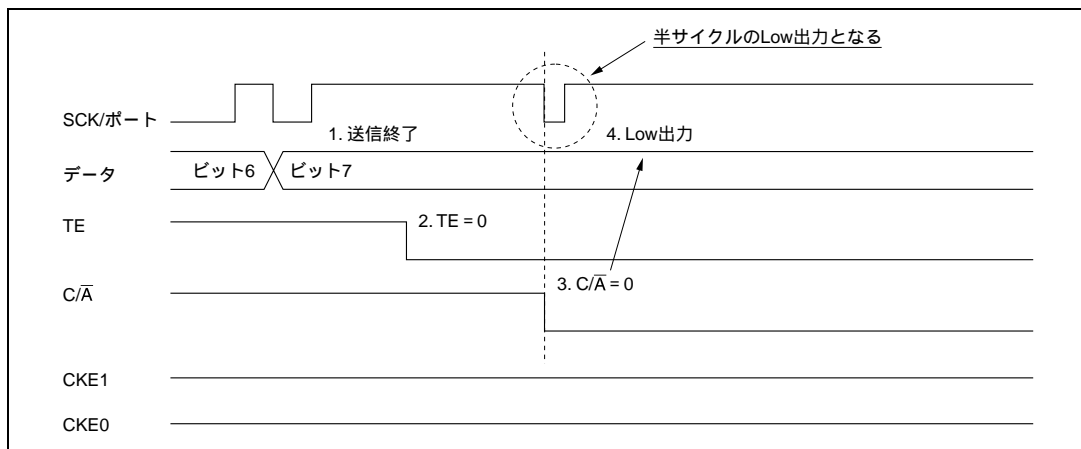 半サイクルのLow出力となる
SCK/ポート
1. 送信終了
4. Low出力
データ
ビット6
ビット7
TE
2. TE = 0
C/A̅
3. C/A̅ = 0
CKE1
CKE0